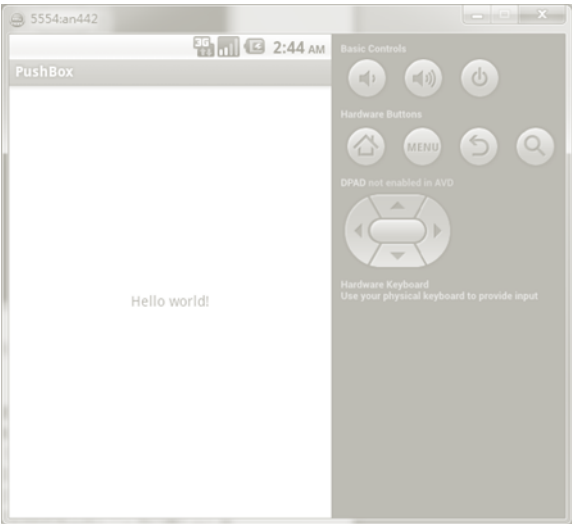 5554:an442
3G 2:44 AM
PushBox
Hello world!
Basic Controls
Hardware Buttons
MENU
DPAD not enabled in AVD
Hardware Keyboard
Use your physical keyboard to provide input